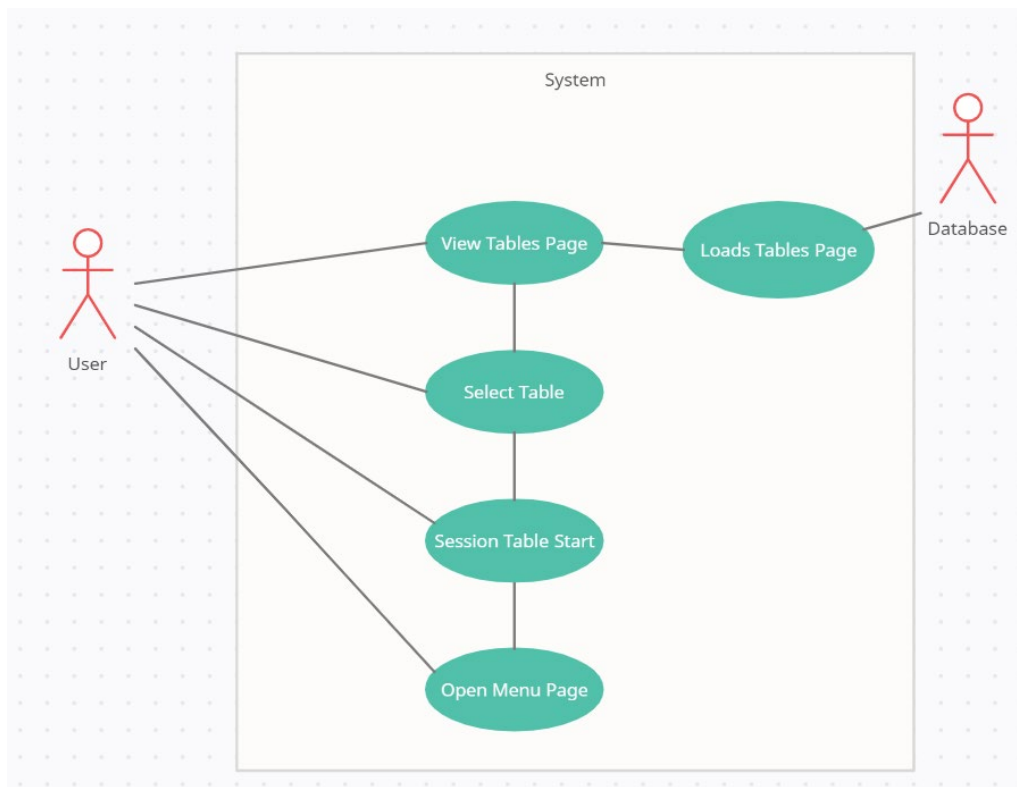 System
Database
View Tables Page
Loads Tables Page
User
Select Table
Session Table Start
Open Menu Page